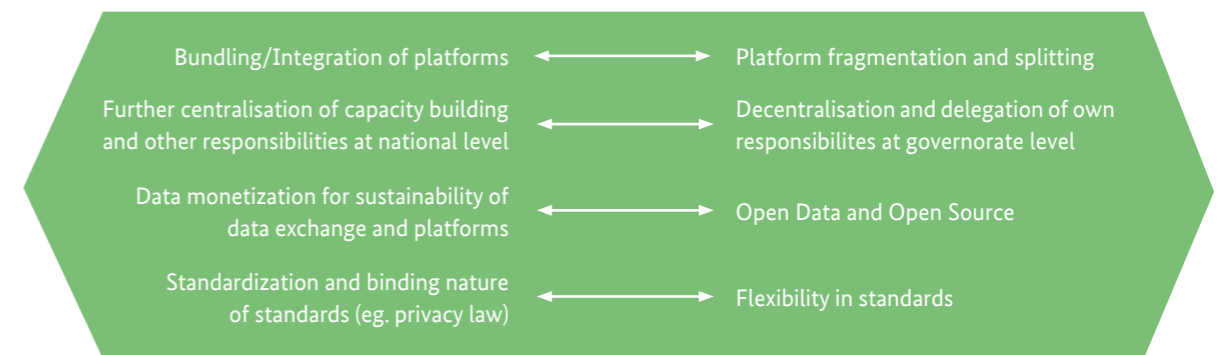 Bundling/Integration of platforms
Platform fragmentation and splitting
Further centralisation of capacity building
and other responsibilities at national level
Decentralisation and delegation of own
responsibilites at governorate level
Data monetization for sustainability of
data exchange and platforms
Open Data and Open Source
Standardization and binding nature
of standards (eg. privacy law)
Flexibility in standards